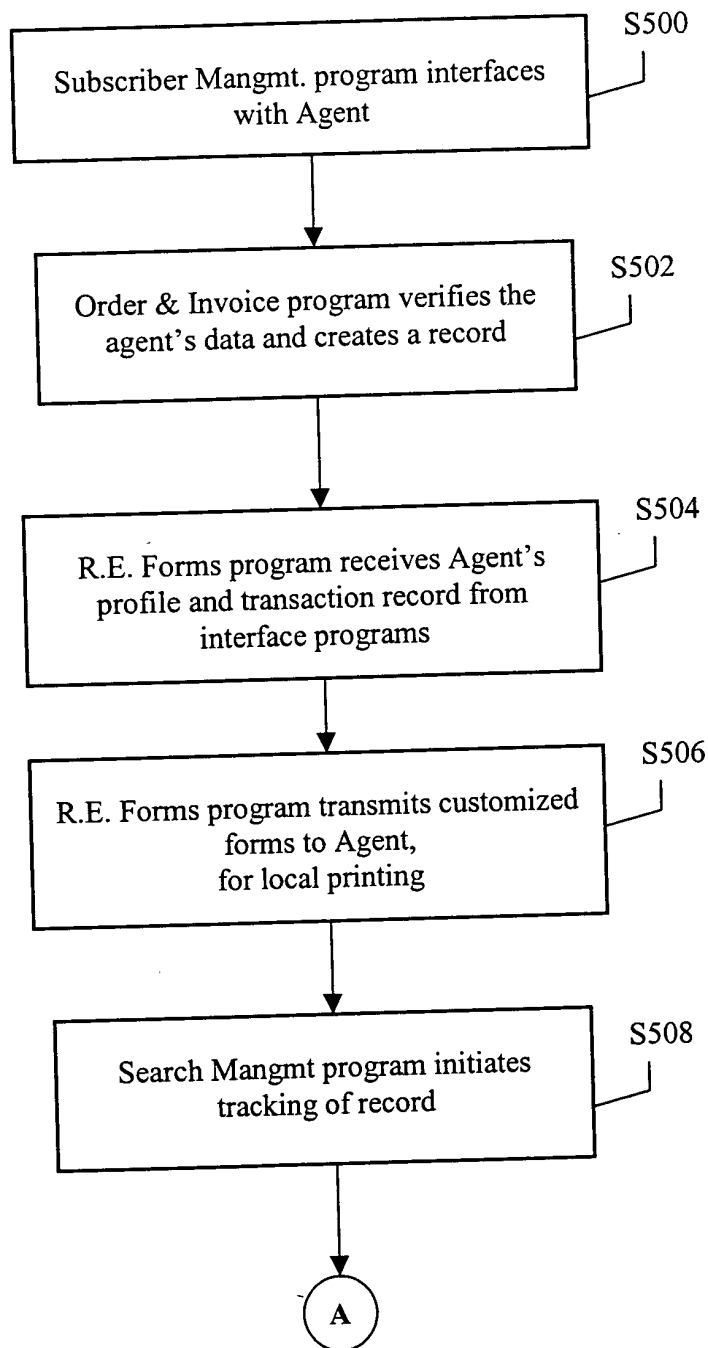 S500
Subscriber Mangmt. program interfaces
with Agent
S502
Order & Invoice program verifies the
agent's data and creates a record
S504
R.E. Forms program receives Agent's
profile and transaction record from
interface programs
S506
R.E. Forms program transmits customized
forms to Agent,
for local printing
S508
Search Mangmt program initiates
tracking of record
A